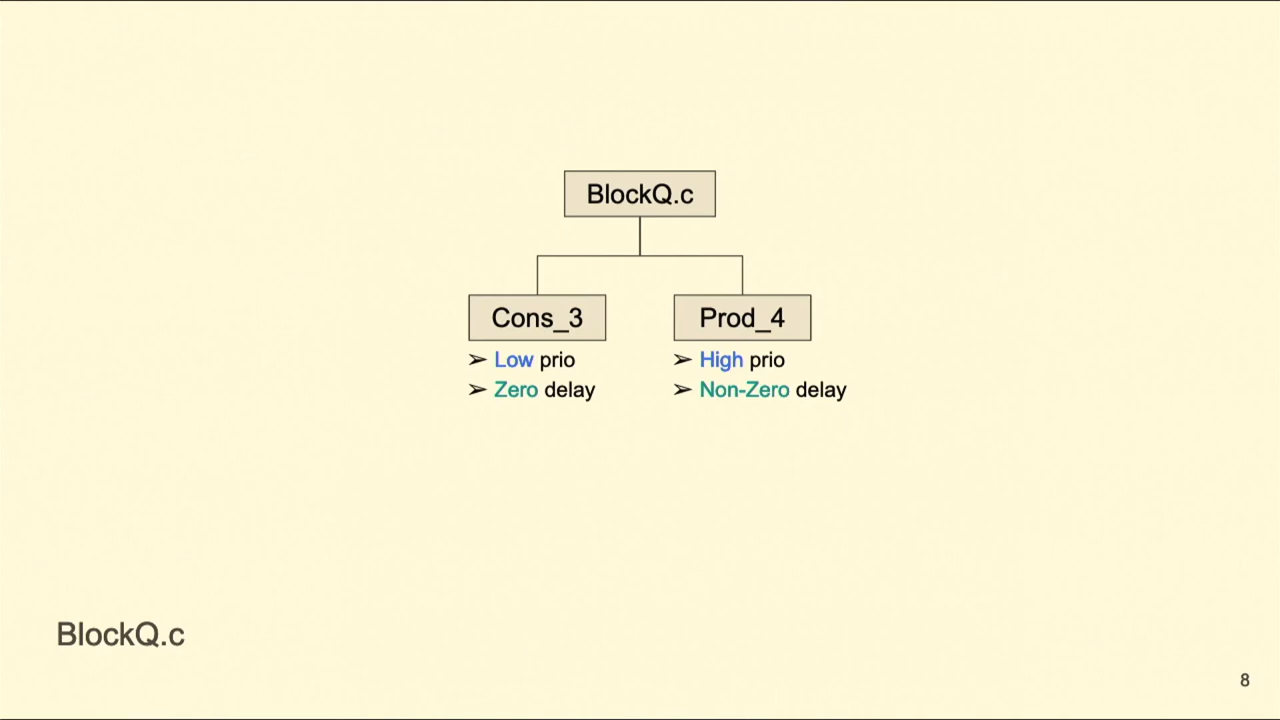 BlockQ.c
Cons_3
➢ Low prio
➢ Zero delay
Prod_4
➢ High prio
➢ Non-Zero delay
BlockQ.c
8